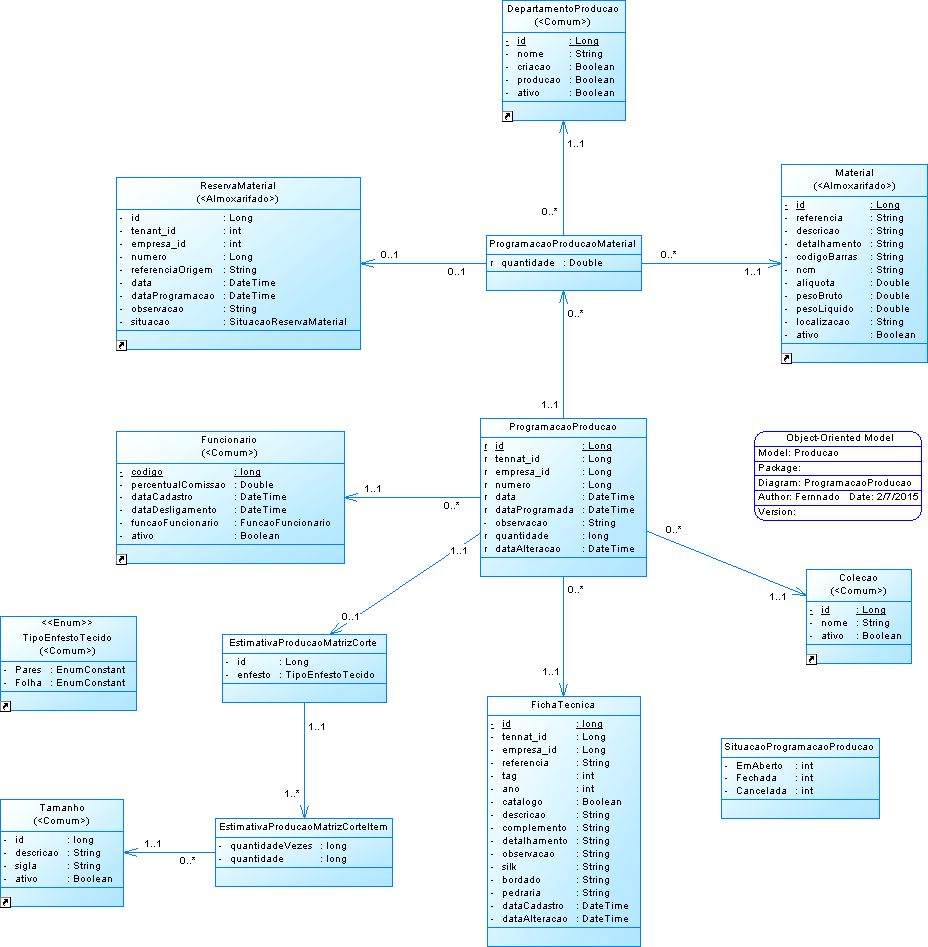 DepartamentoProducao
(<Comum>)
- id : Long
- nome : String
- criacao : Boolean
- producao : Boolean
- ativo : Boolean
1..1
0..*
ReservaMaterial
(<Almoxarifado>)
- id : Long
- tenant_id : int
- empresa_id : int
- numero : Long
- referenciaOrigem : String
- data : DateTime
- dataProgramacao : DateTime
- observacao : String
- situacao : SituacaoReservaMaterial
0..1
0..1
ProgramacaoProducaoMaterial
r quantidade : Double
0..*
1..1
Material
(<Almoxarifado>)
- id : Long
- referencia : String
- descricao : String
- detalhamento : String
- codigoBarras : String
- ncm : String
- aliquota : Double
- pesoBruto : Double
- pesoLiquido : Double
- localizacao : String
- ativo : Boolean
0..*
1..1
ProgramacaoProducao
r id : Long
r tennat_id : Long
r empresa_id : Long
r numero : Long
r data : DateTime
r dataProgramada : DateTime
- observacao : String
r quantidade : long
r dataAlteracao : DateTime
Funcionario
(<Comum>)
- codigo : long
- percentualComissao : Double
- dataCadastro : DateTime
- dataDesligamento : DateTime
- funcaoFuncionario : FuncaoFuncionario
- ativo : Boolean
1..1
0..*
Object-Oriented Model
Model: Producao
Package:
Diagram: ProgramacaoProducao
Author: Fernnado Date: 2/7/2015
Version:
0..*
1..1
Colecao
(<Comum>)
- id : Long
- nome : String
- ativo : Boolean
1..1
0..1
<<Enum>>
TipoEnfestoTecido
(<Comum>)
- Pares : EnumConstant
- Folha : EnumConstant
EstimativaProducaoMatrizCorte
- id : Long
- enfesto : TipoEnfestoTecido
1..1
1..*
0..*
1..1
FichaTecnica
- id : long
- tennat_id : Long
- empresa_id : Long
- referencia : String
- tag : int
- ano : int
- catalogo : Boolean
- descricao : String
- complemento : String
- detalhamento : String
- observacao : String
- silk : String
- bordado : String
- pedraria : String
- dataCadastro : DateTime
- dataAlteracao : DateTime
SituacaoProgramacaoProducao
- EmAberto : int
- Fechada : int
- Cancelada : int
Tamanho
(<Comum>)
- id : long
- descricao : String
- sigla : String
- ativo : Boolean
1..1
0..*
EstimativaProducaoMatrizCorteItem
- quantidadeVezes : long
- quantidade : long